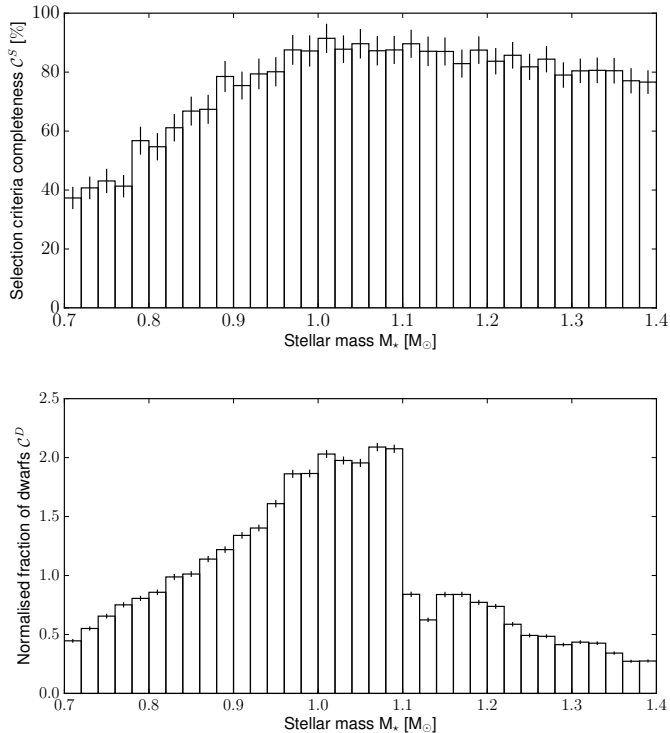 100
80
60
40
20
0
Selection criteria completeness C^S [%]
0.7 0.8 0.9 1.0 1.1 1.2 1.3 1.4
Stellar mass M⋆ [M⊙]
2.5
2.0
1.5
1.0
0.5
0.0
Normalised fraction of dwarfs C^D
0.7 0.8 0.9 1.0 1.1 1.2 1.3 1.4
Stellar mass M⋆ [M⊙]